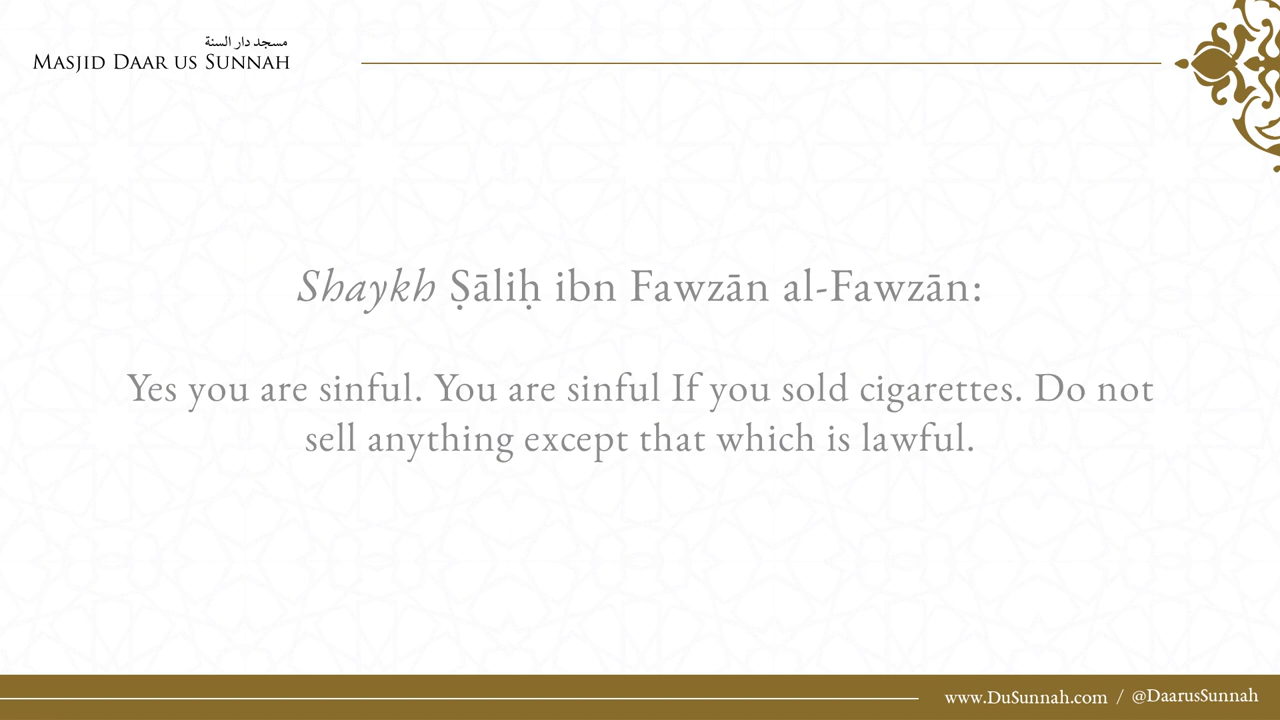 مسجد دار السنة
Masjid Daar us Sunnah
Shaykh Ṣāliḥ ibn Fawzān al-Fawzān:
Yes you are sinful. You are sinful If you sold cigarettes. Do not
sell anything except that which is lawful.
www.DuSunnah.com / @DaarusSunnah